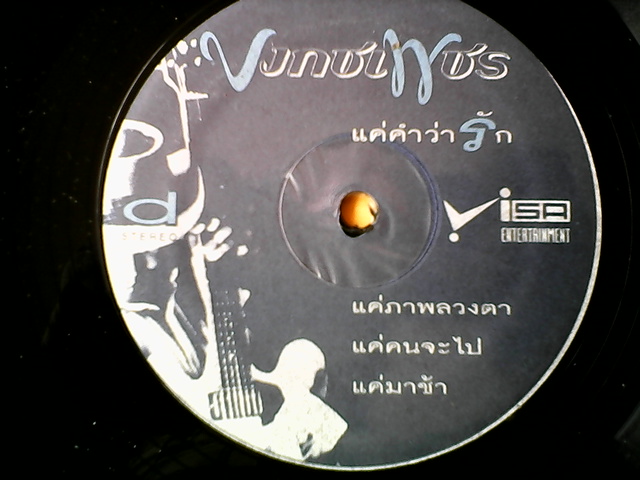 แค่คำว่ารัก
d
STEREO
ViSA
ENTERTAINMENT
แค่ภาพลวงตา
แค่คนจะไป
แค่มาช้า